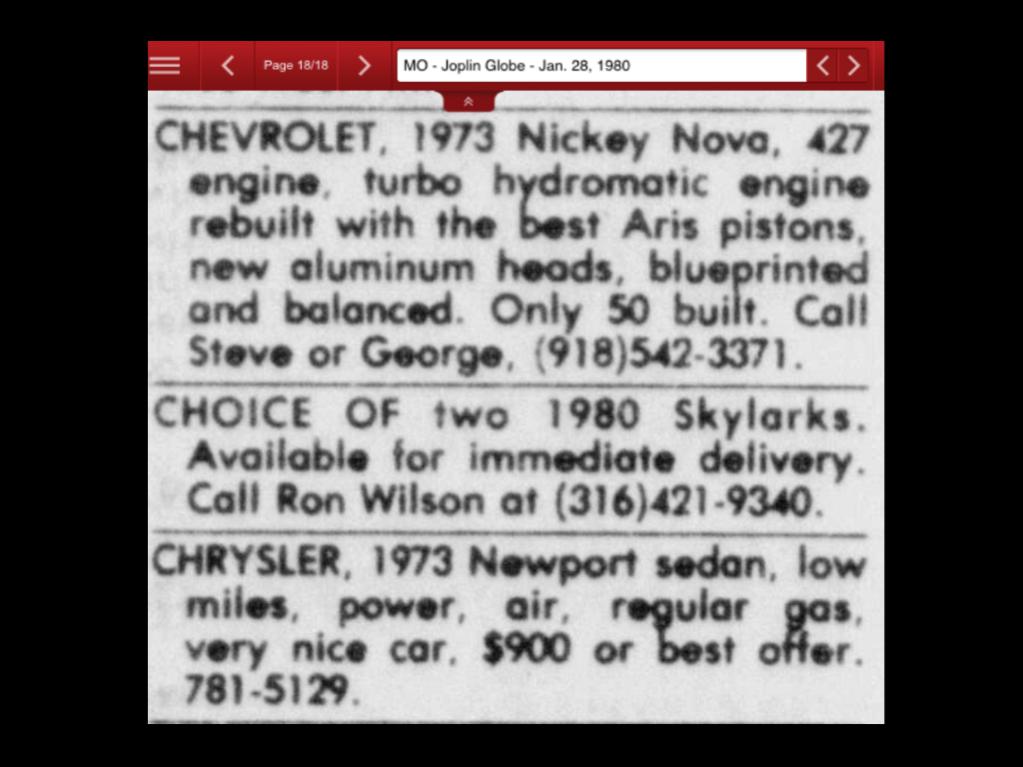 Page 18/18
MO - Joplin Globe - Jan. 28, 1980
CHEVROLET, 1973 Nickey Nova, 427
engine, turbo hydromatic engine
rebuilt with the best Aris pistons,
new aluminum heads, blueprinted
and balanced. Only 50 built. Call
Steve or George, (918)542-3371.
CHOICE OF two 1980 Skylarks.
Available for immediate delivery.
Call Ron Wilson at (316)421-9340.
CHRYSLER, 1973 Newport sedan, low
miles, power, air, regular gas,
very nice car, $900 or best offer.
781-5129.